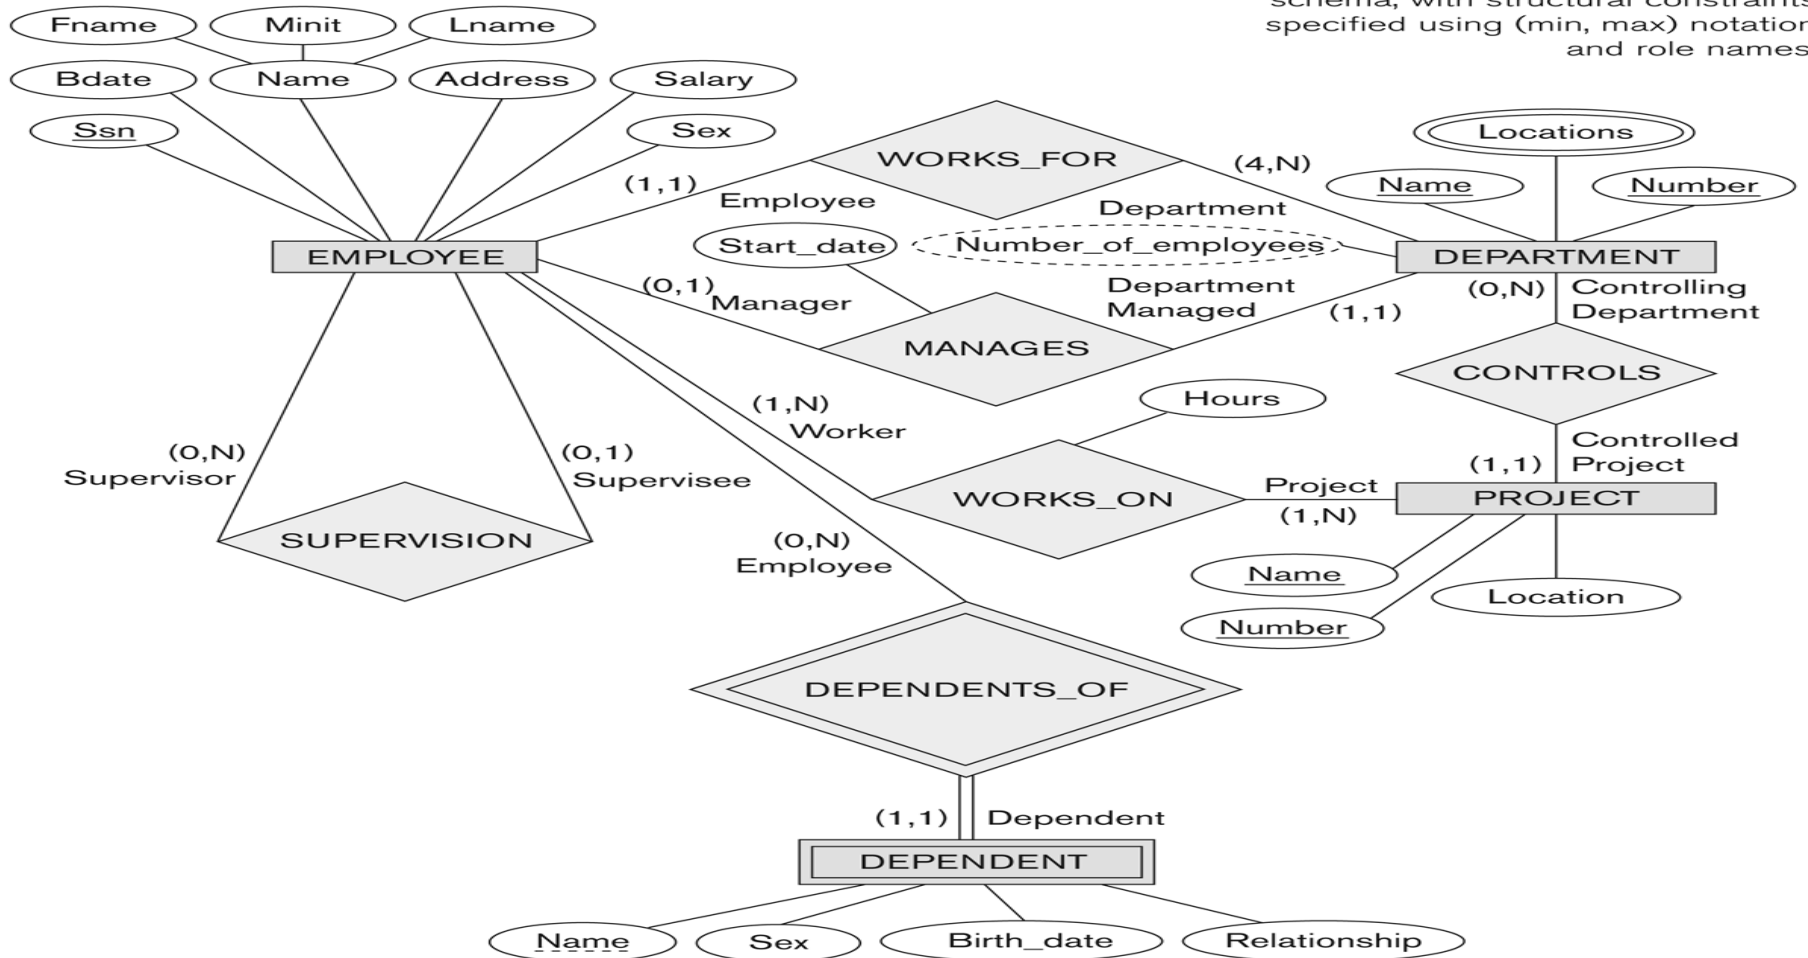 schema, with structural constraints
specified using (min, max) notation
and role names
Fname
Minit
Lname
Bdate
Name
Address
Salary
Ssn
Sex
WORKS_FOR
(1,1)
Employee
(4,N)
Department
Locations
Name
Number
Start_date
Number_of_employees
EMPLOYEE
DEPARTMENT
(0,1)
Manager
Department
Managed
(1,1)
MANAGES
(0,N)
Controlling
Department
CONTROLS
Hours
(1,N)
Worker
(0,N)
Supervisor
(0,1)
Supervisee
Controlled
Project
(1,1)
WORKS_ON
Project
(1,N)
PROJECT
SUPERVISION
(0,N)
Employee
Name
Number
Location
DEPENDENTS_OF
(1,1)
Dependent
DEPENDENT
Name
Sex
Birth_date
Relationship